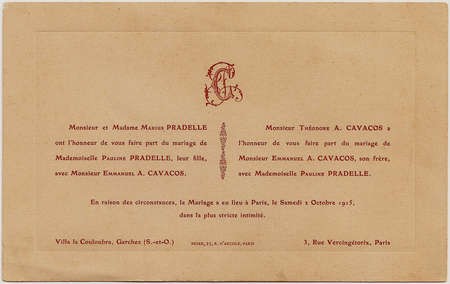 Monsieur et Madame Marius PRADELLE
ont l'honneur de vous faire part du mariage de
Mademoiselle Pauline PRADELLE, leur fille,
avec Monsieur Emmanuel A. CAVACOS.
Monsieur Théodore A. CAVACOS a
l'honneur de vous faire part du mariage de
Monsieur Emmanuel A. CAVACOS, son frère,
avec Mademoiselle Pauline PRADELLE.
En raison des circonstances, le Mariage a eu lieu à Paris, le Samedi 2 Octobre 1915,
dans la plus stricte intimité.
Villa la Garches (S.-et-O.)
R. D'ARCOLE, PARIS
3, Rue Vercingétorix, Paris